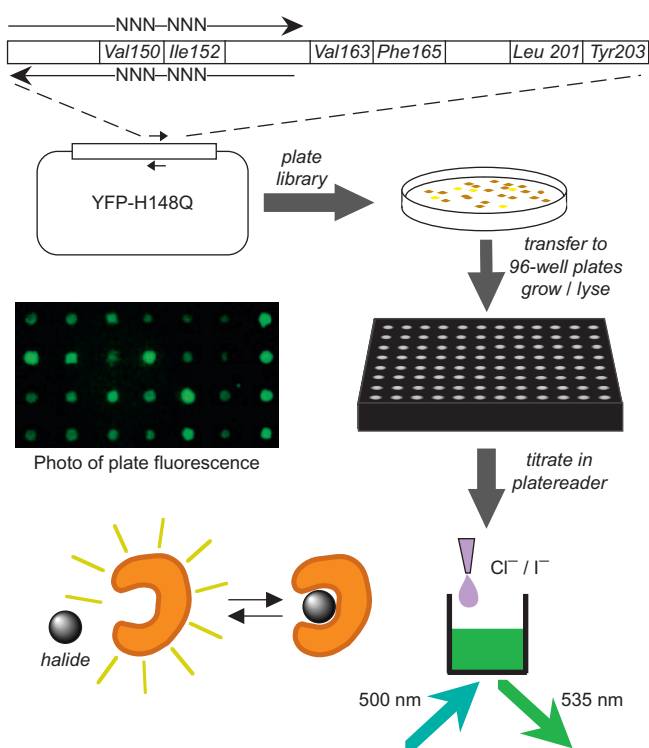 NNN–NNN
Val150 Ile152 Val163 Phe165 Leu 201 Tyr203
NNN–NNN
YFP-H148Q
plate
library
transfer to
96-well plates
grow / lyse
Photo of plate fluorescence
titrate in
platereader
halide
Cl⁻ / I⁻
500 nm
535 nm